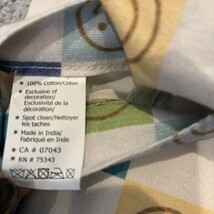 * 100% Cotton/Coton
* Exclusive of
decoration/
Exclusivité de la
décoration/
* Spot clean/Nettoyer
les taches
* Made in India/
Fabriqué en Inde
CA # 07043
RN # 75343